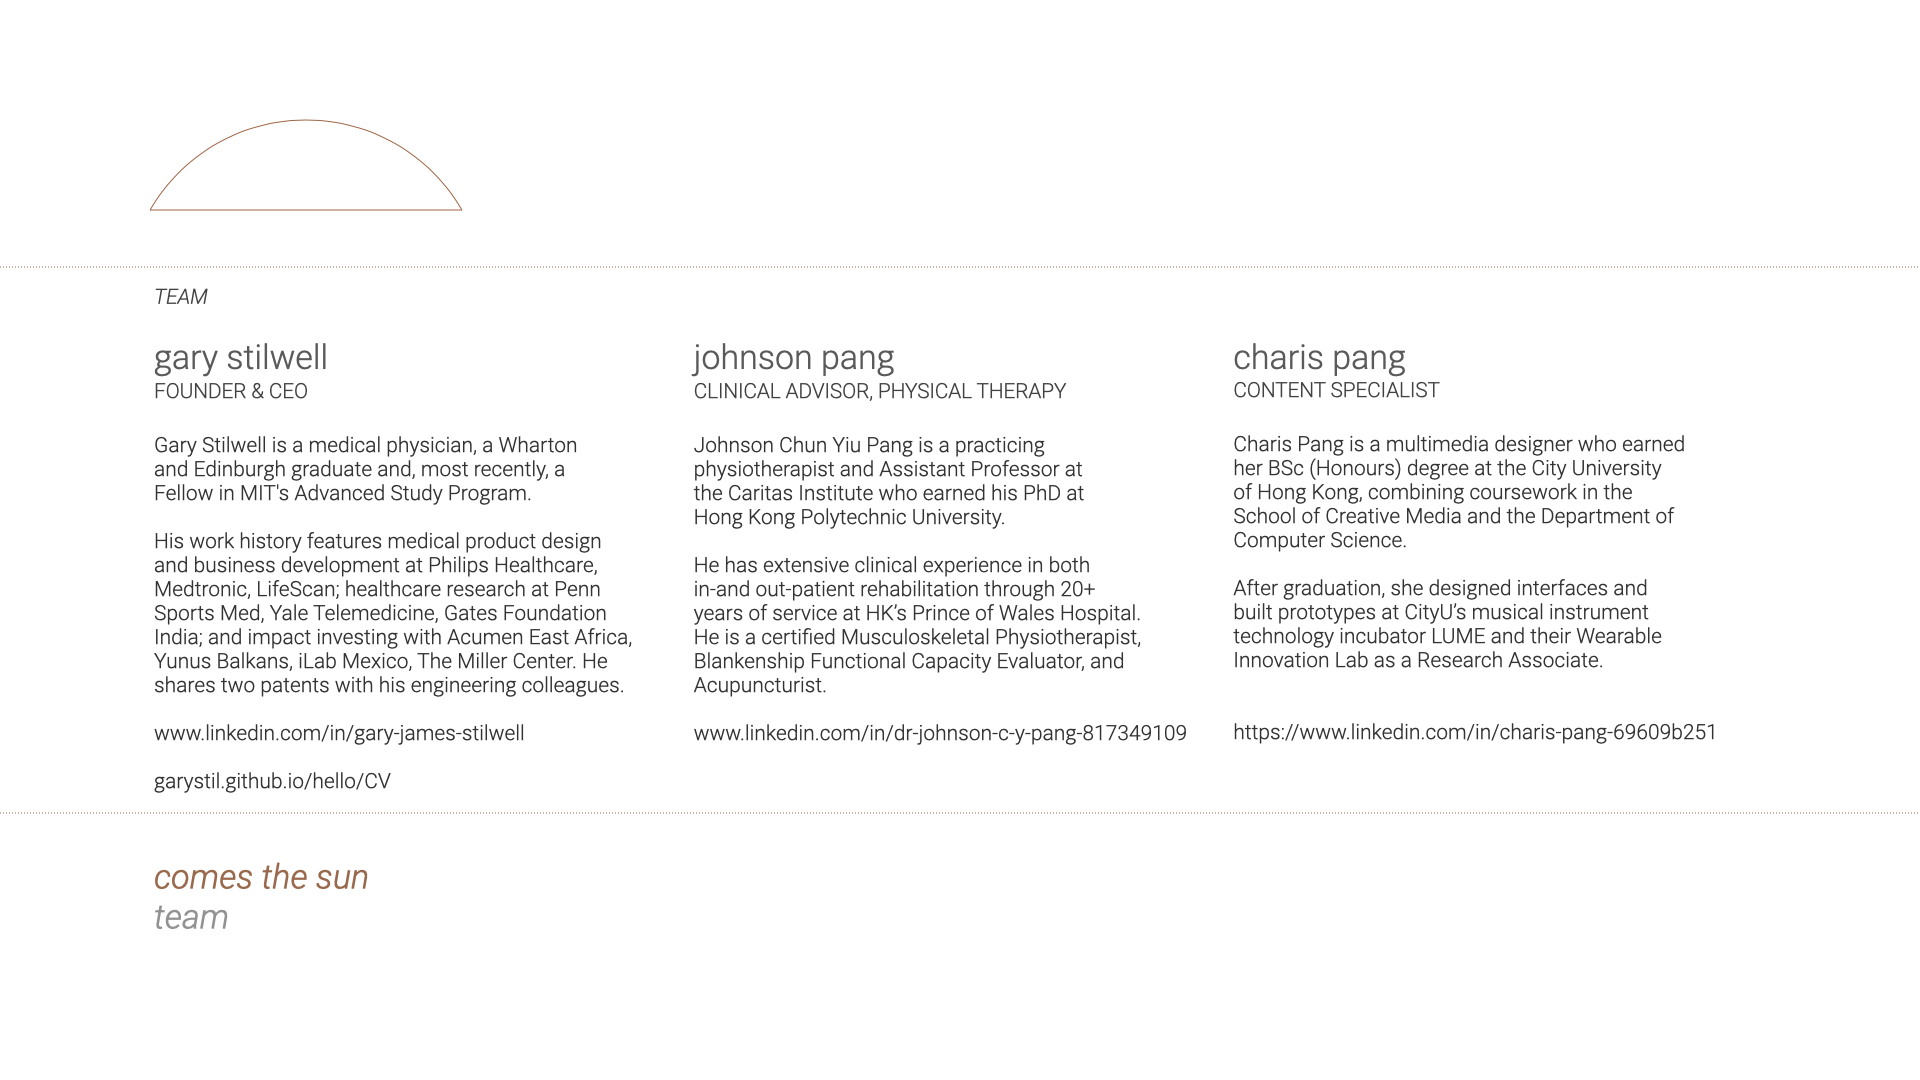 TEAM
gary stilwell
FOUNDER & CEO
Gary Stilwell is a medical physician, a Wharton
and Edinburgh graduate and, most recently, a
Fellow in MIT's Advanced Study Program.
His work history features medical product design
and business development at Philips Healthcare,
Medtronic, LifeScan; healthcare research at Penn
Sports Med, Yale Telemedicine, Gates Foundation
India; and impact investing with Acumen East Africa,
Yunus Balkans, iLab Mexico, The Miller Center. He
shares two patents with his engineering colleagues.
www.linkedin.com/in/gary-james-stilwell
garystil.github.io/hello/CV
johnson pang
CLINICAL ADVISOR, PHYSICAL THERAPY
Johnson Chun Yiu Pang is a practicing
physiotherapist and Assistant Professor at
the Caritas Institute who earned his PhD at
Hong Kong Polytechnic University.
He has extensive clinical experience in both
in-and out-patient rehabilitation through 20+
years of service at HK’s Prince of Wales Hospital.
He is a certified Musculoskeletal Physiotherapist,
Blankenship Functional Capacity Evaluator, and
Acupuncturist.
www.linkedin.com/in/dr-johnson-c-y-pang-817349109
charis pang
CONTENT SPECIALIST
Charis Pang is a multimedia designer who earned
her BSc (Honours) degree at the City University
of Hong Kong, combining coursework in the
School of Creative Media and the Department of
Computer Science.
After graduation, she designed interfaces and
built prototypes at CityU’s musical instrument
technology incubator LUME and their Wearable
Innovation Lab as a Research Associate.
https://www.linkedin.com/in/charis-pang-69609b251
comes the sun
team